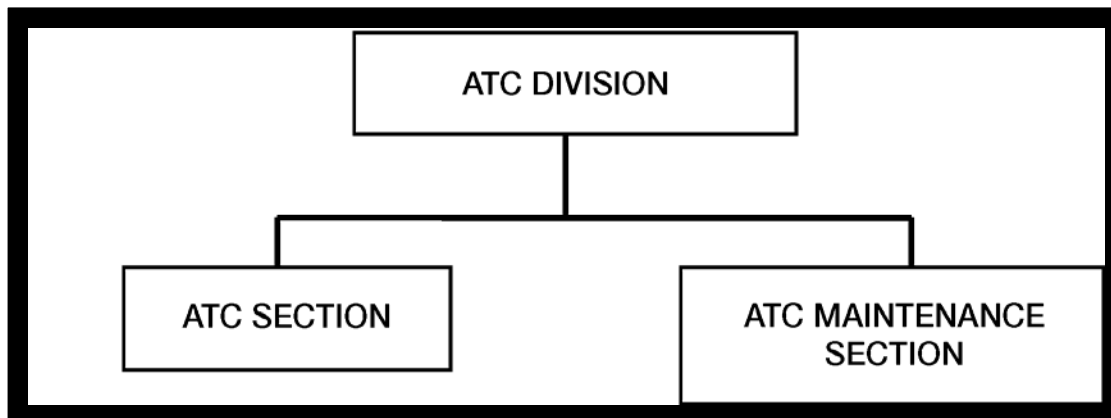 ATC DIVISION
ATC SECTION
ATC MAINTENANCE
SECTION